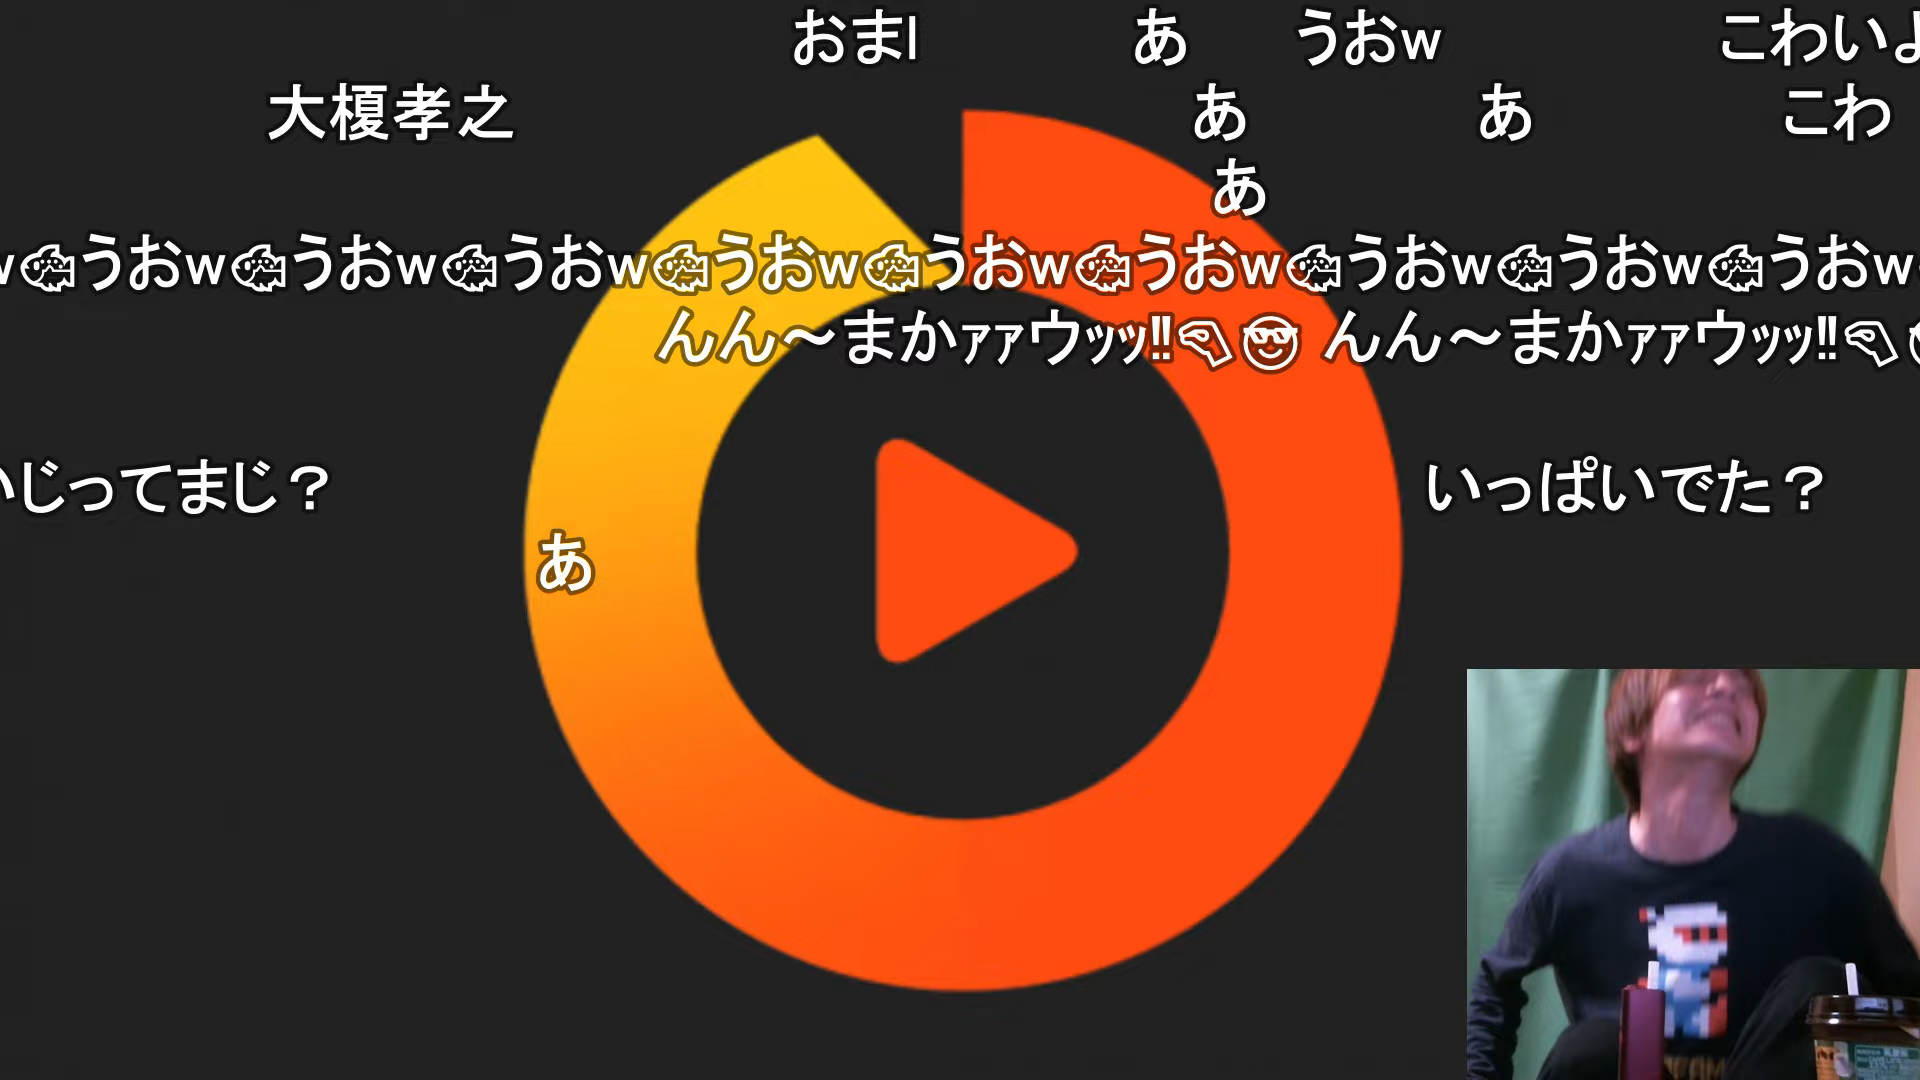 おまl あ うおw こわいよ
大榎孝之 あ あ こわ
あ
w🐟うおw🐟うおw🐟うおw🐟うおw🐟うおw🐟うおw🐟うおw🐟うおw🐟うおw
んん～まかァァウッッ‼👎😎 んん～まかァァウッッ‼👎😎
いじってまじ？ いっぱいでた？
あ